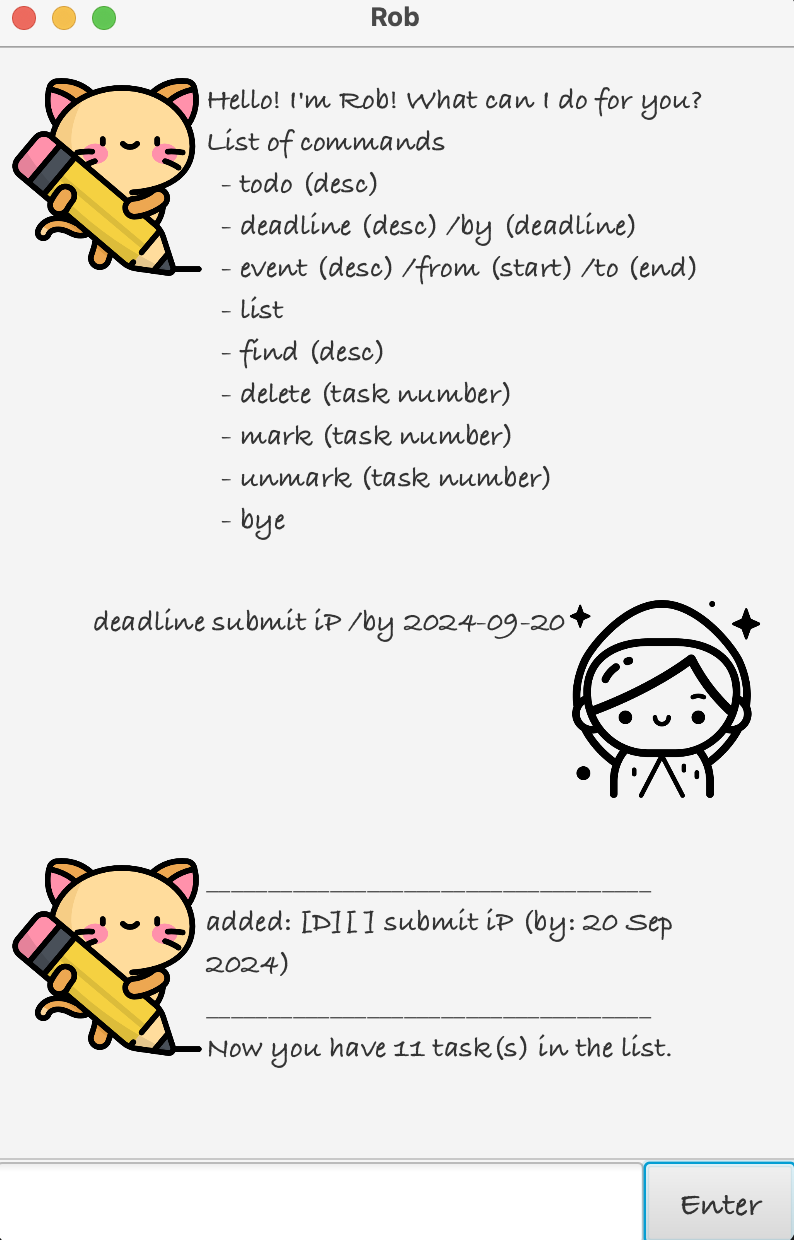 Rob
Hello! I'm Rob! What can I do for you?
List of commands
- todo (desc)
- deadline (desc) /by (deadline)
- event (desc) /from (start) /to (end)
- list
- find (desc)
- delete (task number)
- mark (task number)
- unmark (task number)
- bye
deadline submit iP /by 2024-09-20
_____________________________________
added: [D][ ] submit iP (by: 20 Sep
2024)
_____________________________________
Now you have 11 task(s) in the list.
Enter